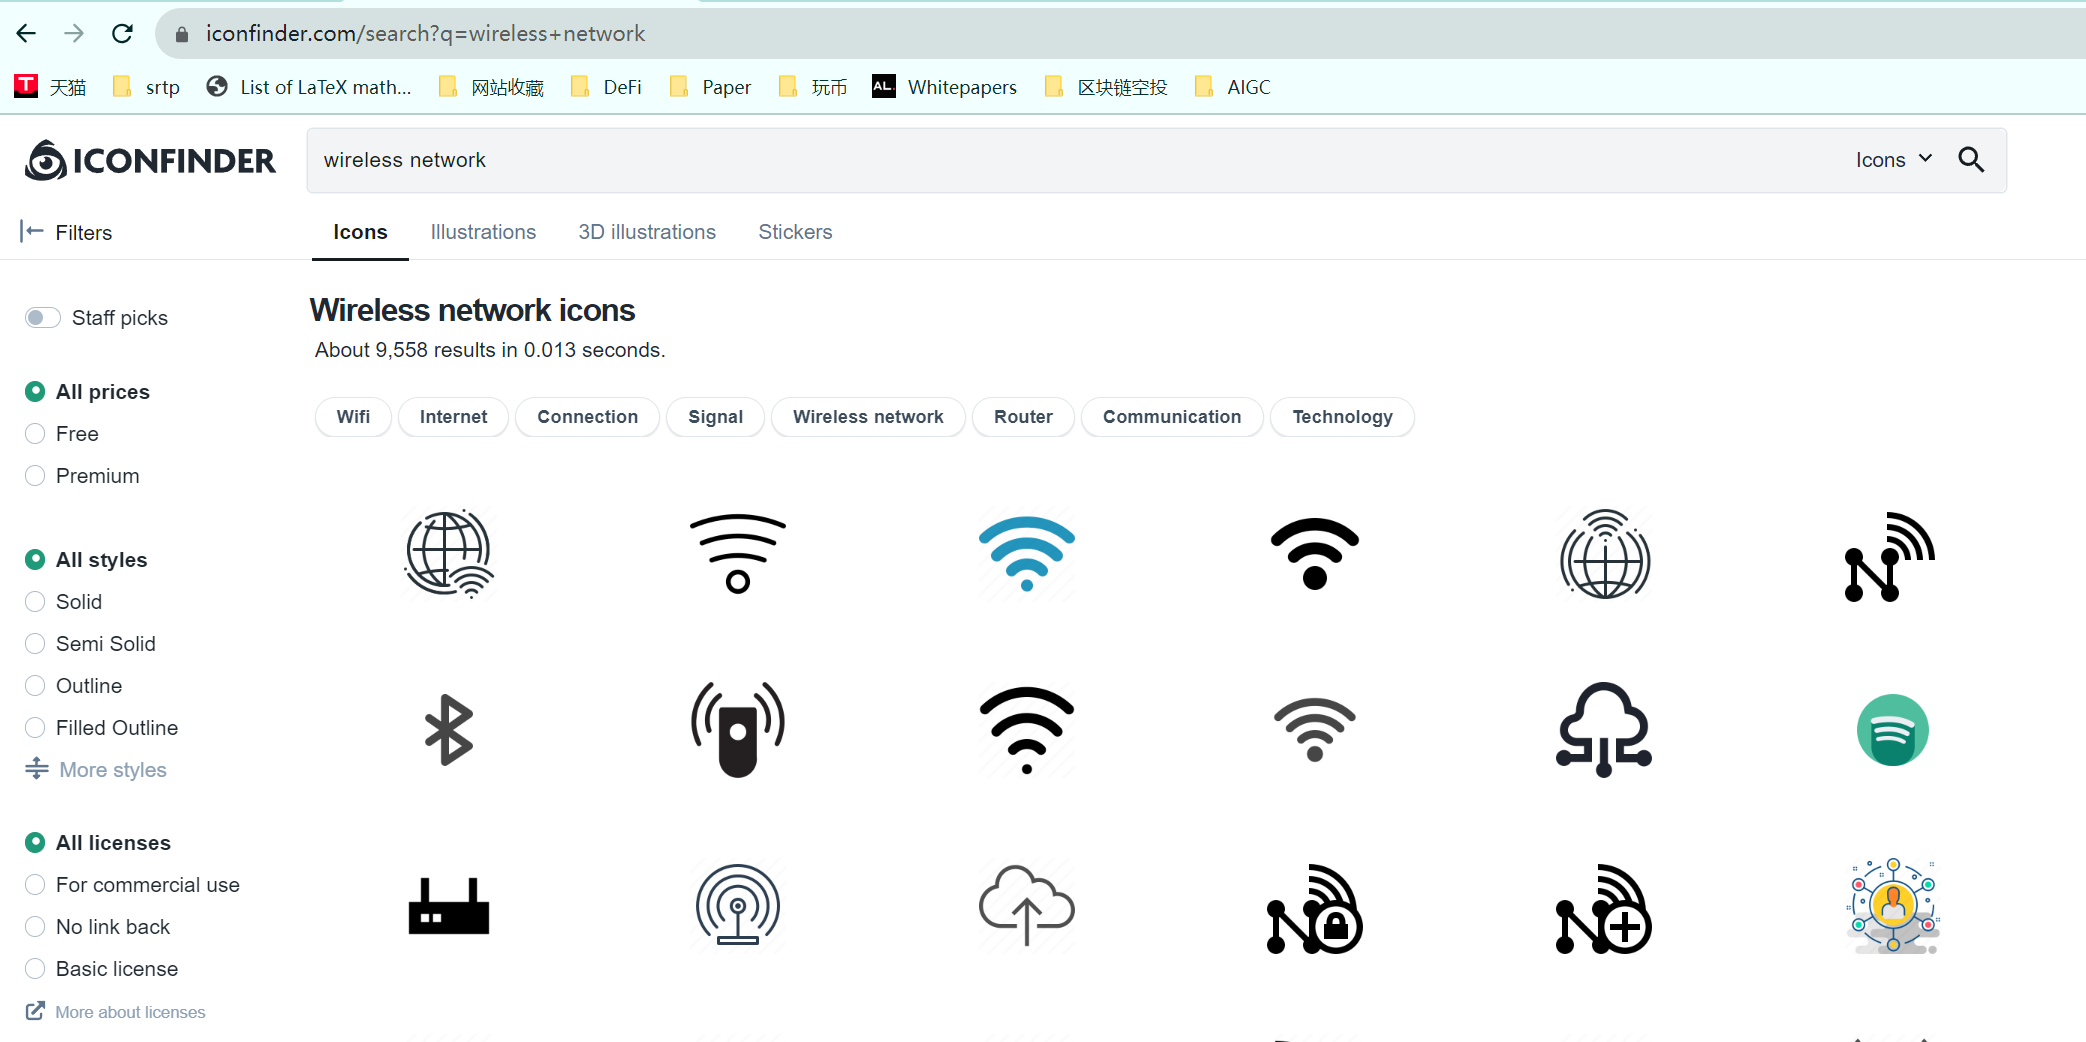 iconfinder.com/search?q=wireless+network
T 天猫 srtp List of LaTeX math... 网站收藏 DeFi Paper 玩币 AL. Whitepapers 区块链空投 AIGC
ICONFINDER wireless network Icons
Filters Icons Illustrations 3D illustrations Stickers
Staff picks
All prices
Free
Premium
All styles
Solid
Semi Solid
Outline
Filled Outline
More styles
All licenses
For commercial use
No link back
Basic license
More about licenses
Wireless network icons
About 9,558 results in 0.013 seconds.
Wifi Internet Connection Signal Wireless network Router Communication Technology